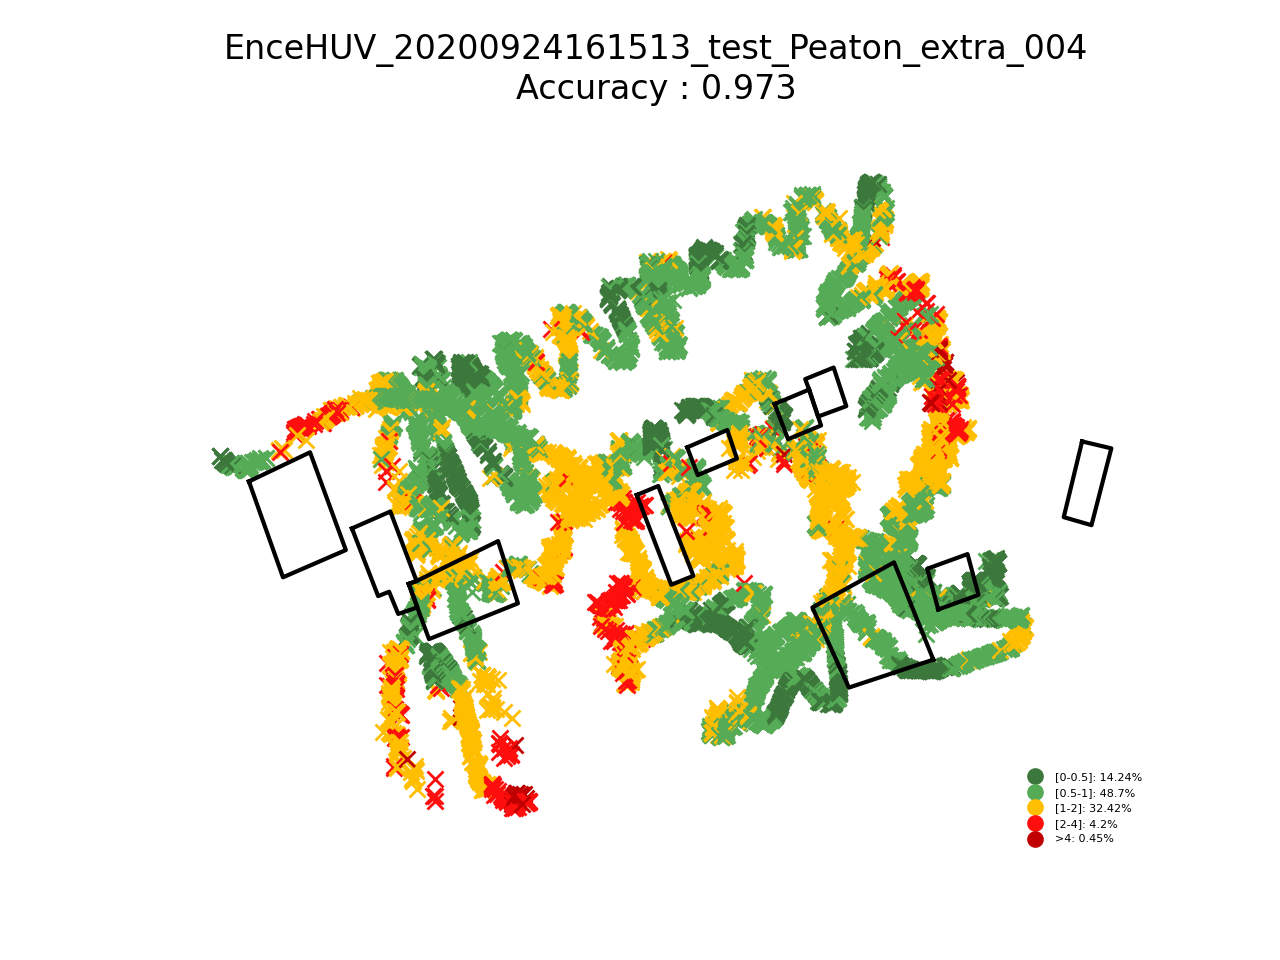 EnceHUV_20200924161513_test_Peaton_extra_004
Accuracy : 0.973
[0-0.5]: 14.24%
[0.5-1]: 48.7%
[1-2]: 32.42%
[2-4]: 4.2%
>4: 0.45%